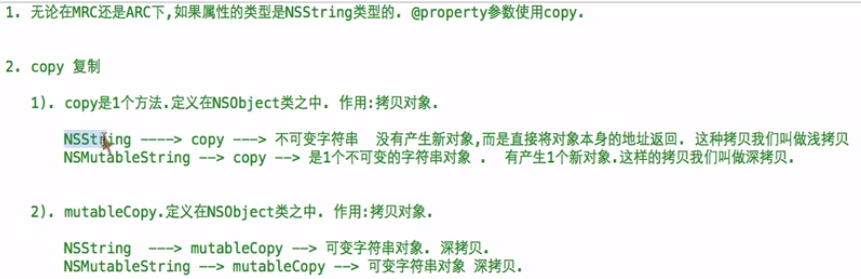 1. 无论在MRC还是ARC下,如果属性的类型是NSString类型的. @property参数使用copy.
2. copy 复制
1). copy是1个方法.定义在NSObject类之中. 作用:拷贝对象.
NSString ----> copy ---> 不可变字符串 没有产生新对象,而是直接将对象本身的地址返回. 这种拷贝我们叫做浅拷贝
NSMutableString --> copy --> 是1个不可变的字符串对象 . 有产生1个新对象.这样的拷贝我们叫做深拷贝.
2). mutableCopy.定义在NSObject类之中. 作用:拷贝对象.
NSString ---> mutableCopy --> 可变字符串对象. 深拷贝.
NSMutableString --> mutableCopy --> 可变字符串对象 深拷贝.